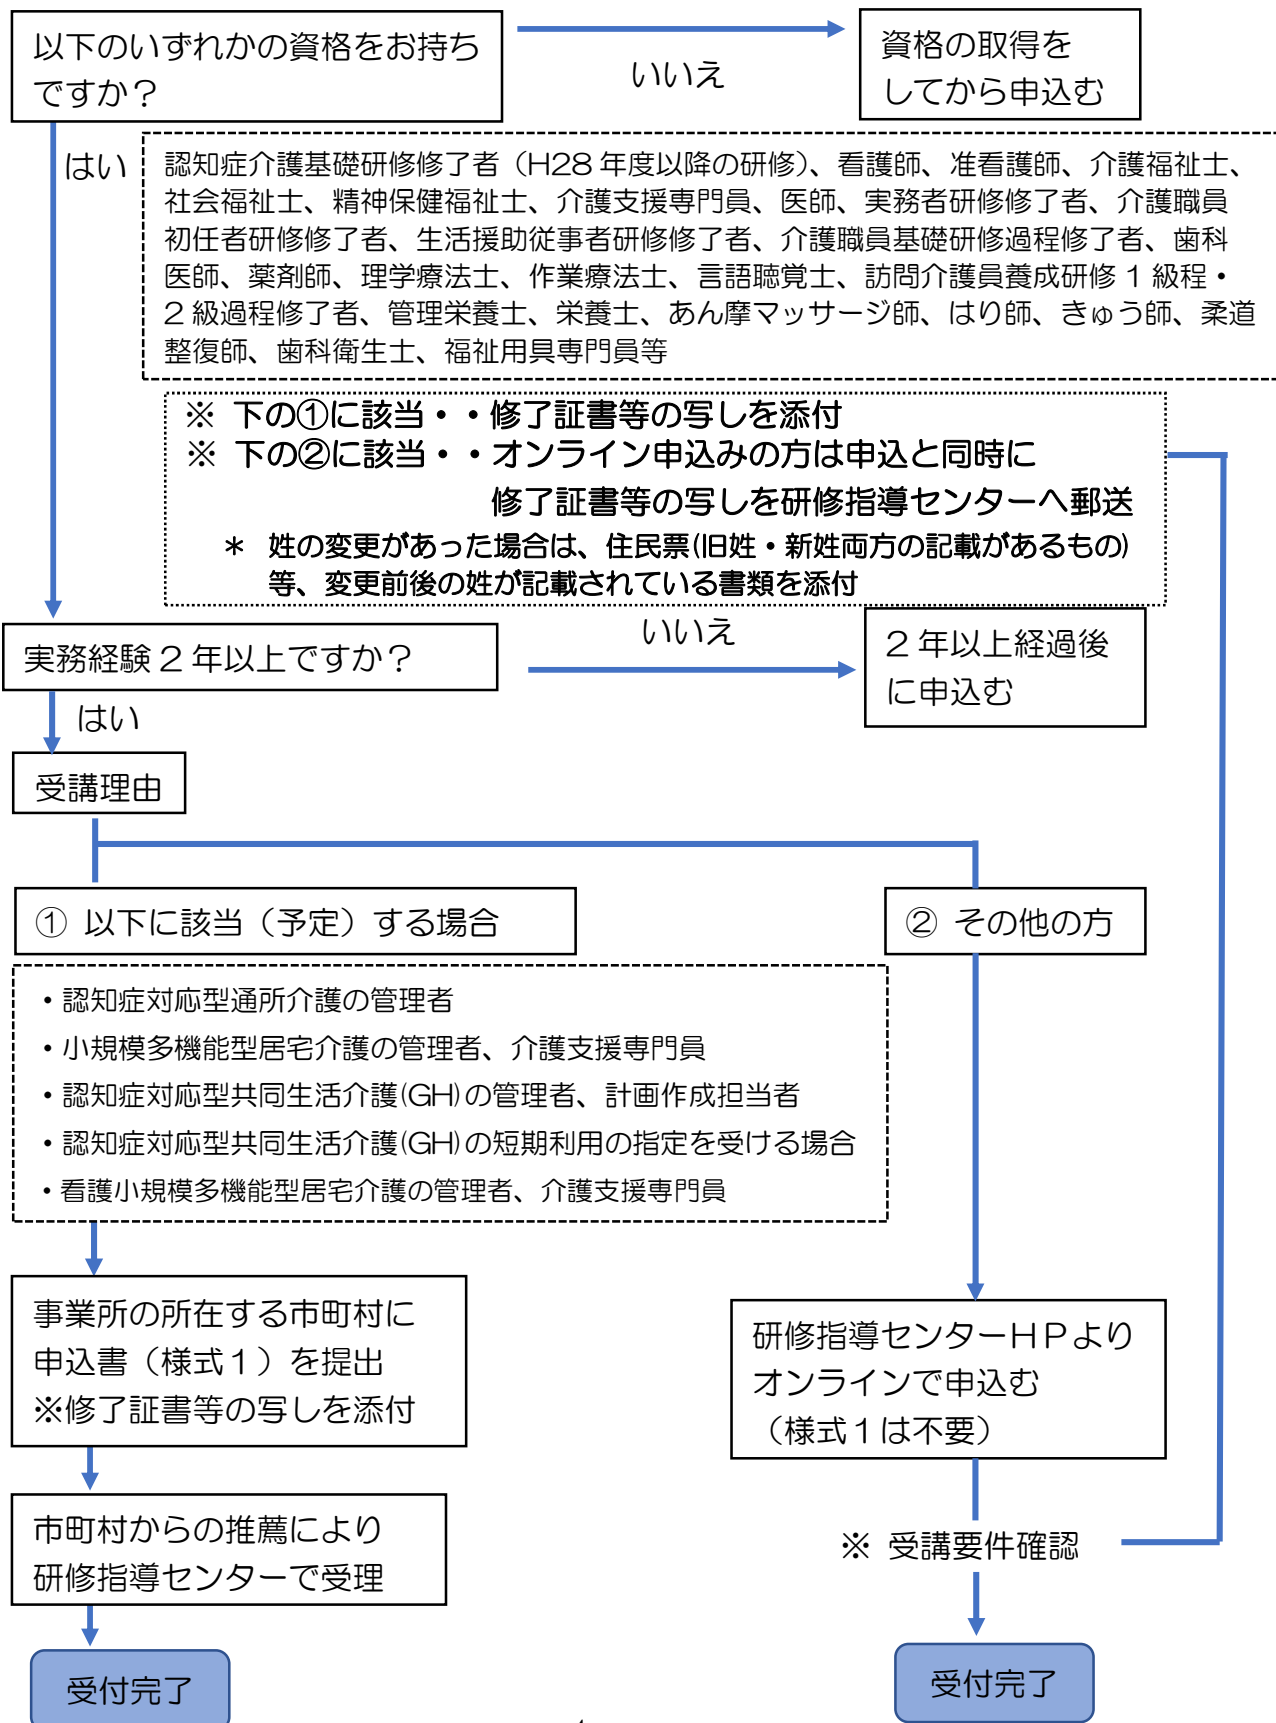 以下のいずれかの資格をお持ち
ですか？
いいえ
資格の取得を
してから申込む
はい
認知症介護基礎研修修了者（H28年度以降の研修）、看護師、准看護師、介護福祉士、
社会福祉士、精神保健福祉士、介護支援専門員、医師、実務者研修修了者、介護職員
初任者研修修了者、生活援助従事者研修修了者、介護職員基礎研修過程修了者、歯科
医師、薬剤師、理学療法士、作業療法士、言語聴覚士、訪問介護員養成研修１級程・
２級過程修了者、管理栄養士、栄養士、あん摩マッサージ師、はり師、きゅう師、柔道
整復師、歯科衛生士、福祉用具専門員等
※ 下の①に該当・・修了証書等の写しを添付
※ 下の②に該当・・オンライン申込みの方は申込と同時に
修了証書等の写しを研修指導センターへ郵送
＊ 姓の変更があった場合は、住民票(旧姓・新姓両方の記載があるもの)
等、変更前後の姓が記載されている書類を添付
実務経験２年以上ですか？
いいえ
２年以上経過後
に申込む
はい
受講理由
① 以下に該当（予定）する場合
② その他の方
・認知症対応型通所介護の管理者
・小規模多機能型居宅介護の管理者、介護支援専門員
・認知症対応型共同生活介護(GH)の管理者、計画作成担当者
・認知症対応型共同生活介護(GH)の短期利用の指定を受ける場合
・看護小規模多機能型居宅介護の管理者、介護支援専門員
事業所の所在する市町村に
申込書（様式１）を提出
※修了証書等の写しを添付
研修指導センターＨＰより
オンラインで申込む
（様式１は不要）
市町村からの推薦により
研修指導センターで受理
※ 受講要件確認
受付完了
受付完了